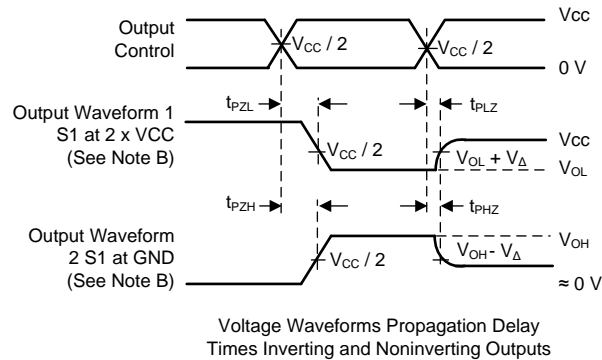 Output
Control
V_CC / 2
V_CC / 2
Vcc
0 V
t_PZL
t_PLZ
Output Waveform 1
S1 at 2 x VCC
(See Note B)
V_CC / 2
V_OL + V_Δ
Vcc
V_OL
t_PZH
t_PHZ
Output Waveform
2 S1 at GND
(See Note B)
V_CC / 2
V_OH - V_Δ
V_OH
≈ 0 V
Voltage Waveforms Propagation Delay
Times Inverting and Noninverting Outputs